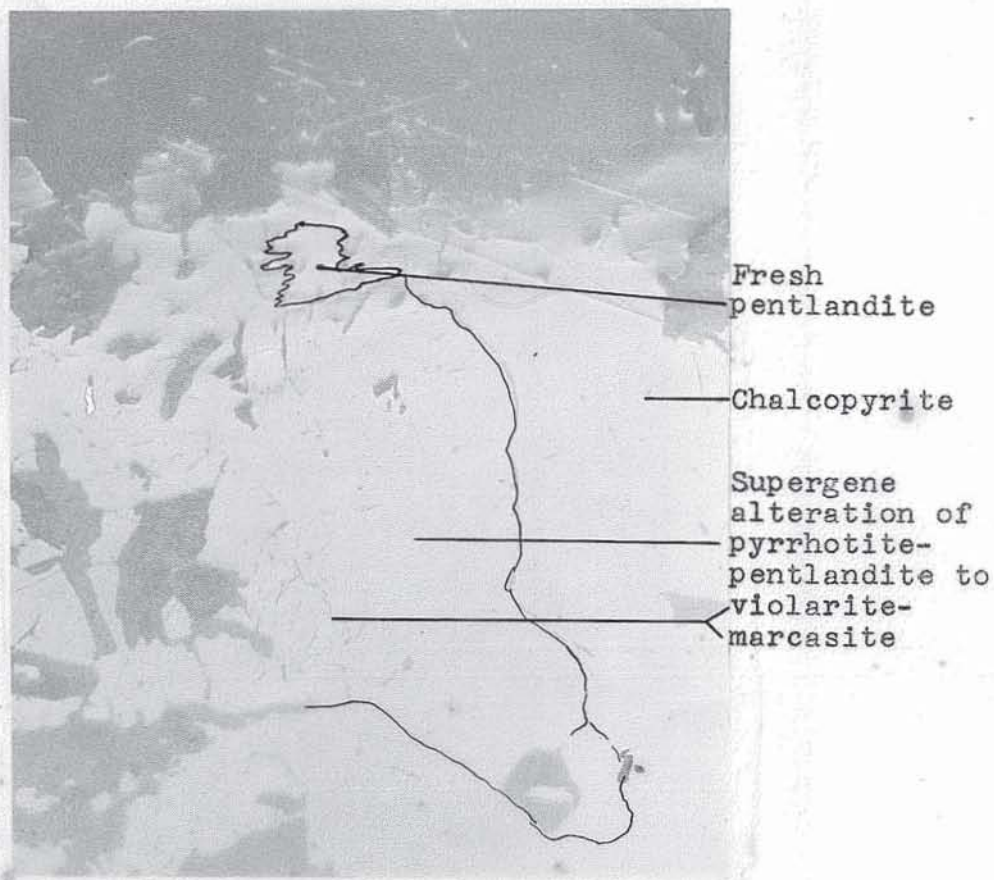 Fresh
pentlandite
Chalcopyrite
Supergene
alteration of
pyrrhotite-
pentlandite to
violarite-
marcasite